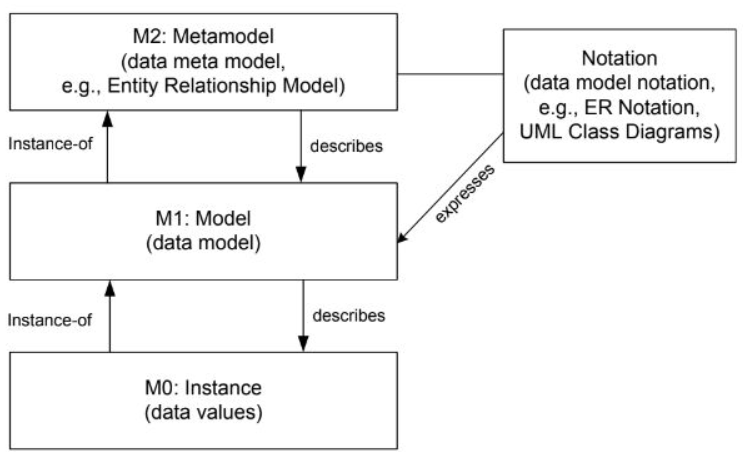 M2: Metamodel
(data meta model,
e.g., Entity Relationship Model)
Notation
(data model notation,
e.g., ER Notation,
UML Class Diagrams)
Instance-of
describes
expresses
M1: Model
(data model)
Instance-of
describes
M0: Instance
(data values)